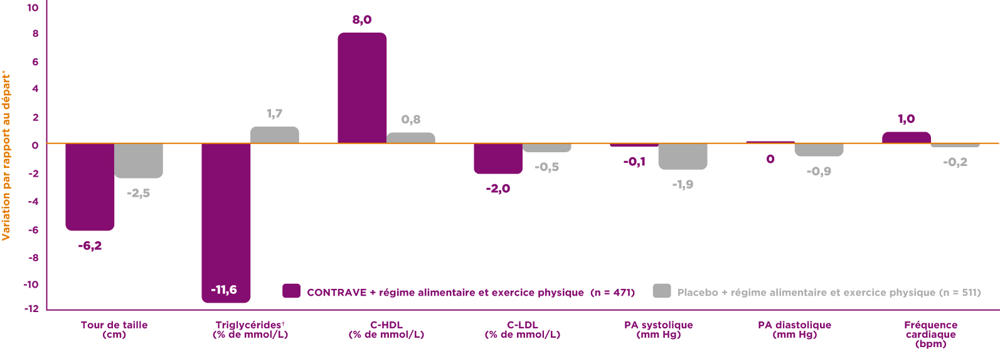 Variation par rapport au départ*
10
8
6
4
2
0
-2
-4
-6
-8
-10
-12
-6,2
-2,5
-11,6
1,7
8,0
0,8
-2,0
-0,5
-0,1
-1,9
0
-0,9
1,0
-0,2
CONTRAVE + régime alimentaire et exercice physique (n = 471)
Placebo + régime alimentaire et exercice physique (n = 511)
Tour de taille
(cm)
Triglycérides†
(% de mmol/L)
C-HDL
(% de mmol/L)
C-LDL
(% de mmol/L)
PA systolique
(mm Hg)
PA diastolique
(mm Hg)
Fréquence
cardiaque
(bpm)